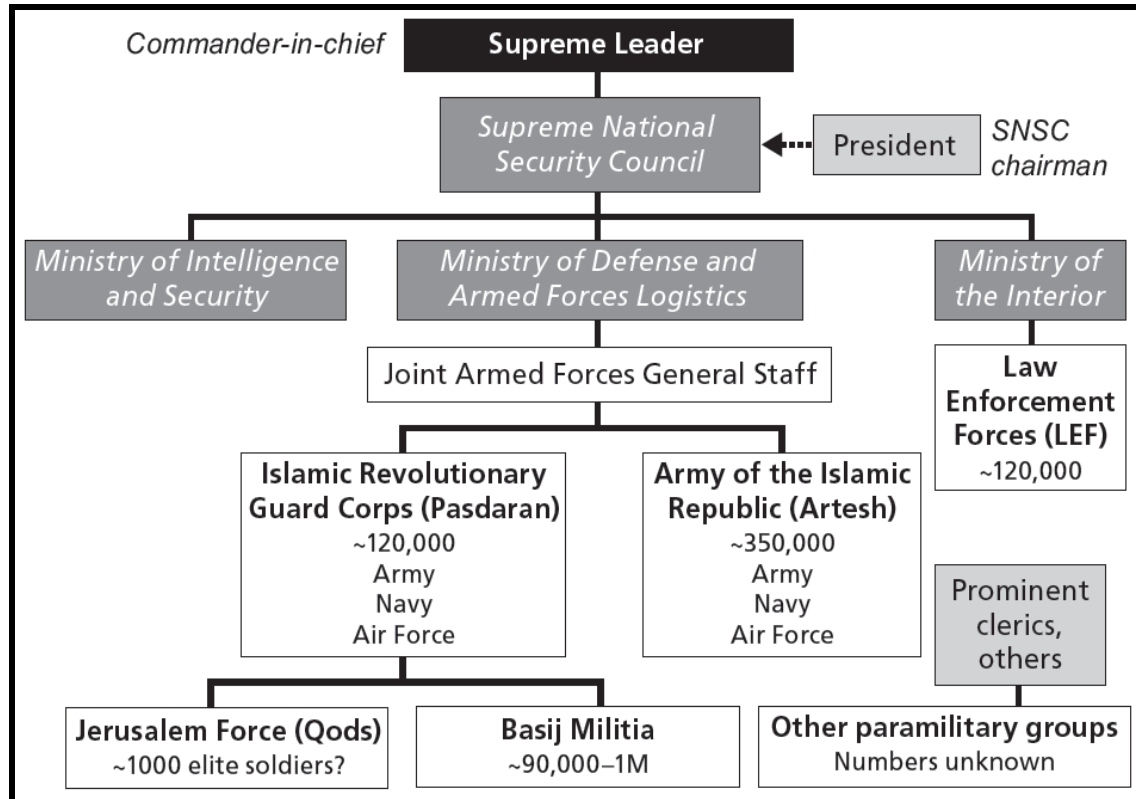 Commander-in-chief
Supreme Leader
Supreme National
Security Council
President
SNSC
chairman
Ministry of Intelligence
and Security
Ministry of Defense and
Armed Forces Logistics
Ministry of
the Interior
Joint Armed Forces General Staff
Law
Enforcement
Forces (LEF)
~120,000
Islamic Revolutionary
Guard Corps (Pasdaran)
~120,000
Army
Navy
Air Force
Army of the Islamic
Republic (Artesh)
~350,000
Army
Navy
Air Force
Prominent
clerics,
others
Jerusalem Force (Qods)
~1000 elite soldiers?
Basij Militia
~90,000–1M
Other paramilitary groups
Numbers unknown